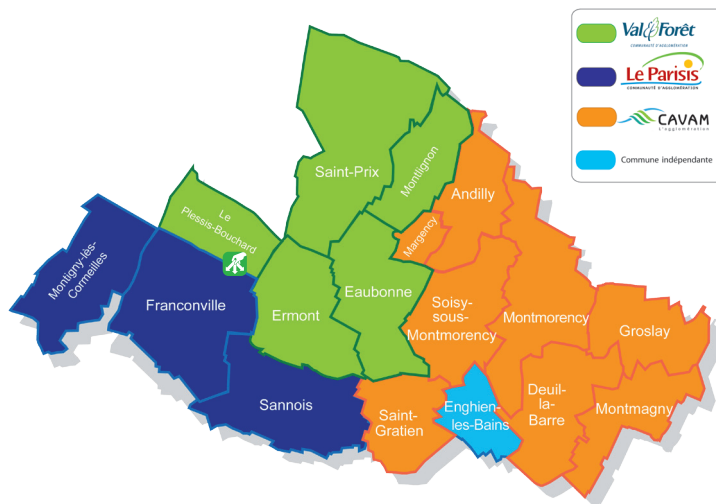 Val & Forêt
COMMUNAUTÉ D'AGGLOMÉRATION
Le Parisis
COMMUNAUTÉ D'AGGLOMÉRATION
CAVAM
L'agglomération
Commune indépendante
Saint-Prix
Montlignon
Andilly
Margency
Le
Plessis-Bouchard
Montigny-lès-
Cormeilles
Franconville
Ermont
Eaubonne
Soisy-
sous-
Montmorency
Montmorency
Groslay
Sannois
Saint-
Gratien
Enghien-
les-Bains
Deuil-
la-
Barre
Montmagny